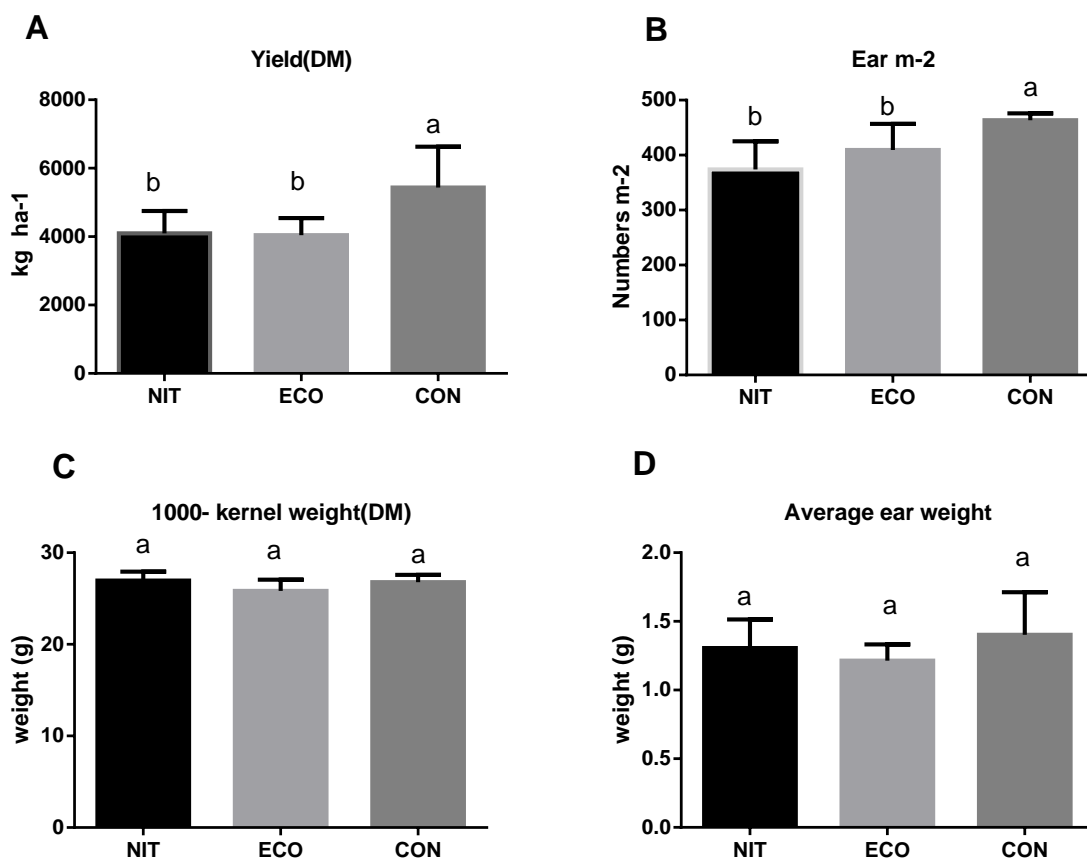 A
Yield(DM)
kg ha-1
8000
6000
4000
2000
0
b
b
a
NIT ECO CON
B
Ear m-2
Numbers m-2
500
400
300
200
100
0
b
b
a
NIT ECO CON
C
1000- kernel weight(DM)
weight (g)
30
20
10
0
a
a
a
NIT ECO CON
D
Average ear weight
weight (g)
2.0
1.5
1.0
0.5
0.0
a
a
a
NIT ECO CON